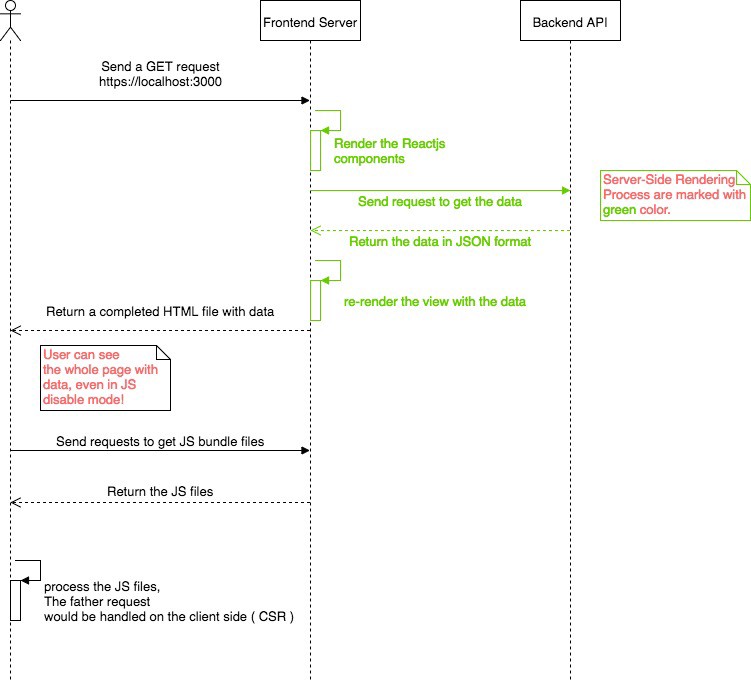 Frontend Server
Backend API
Send a GET request
https://localhost:3000
Render the Reactjs
components
Server-Side Rendering
Process are marked with
green color.
Send request to get the data
Return the data in JSON format
re-render the view with the data
Return a completed HTML file with data
User can see
the whole page with
data, even in JS
disable mode!
Send requests to get JS bundle files
Return the JS files
process the JS files,
The father request
would be handled on the client side ( CSR )